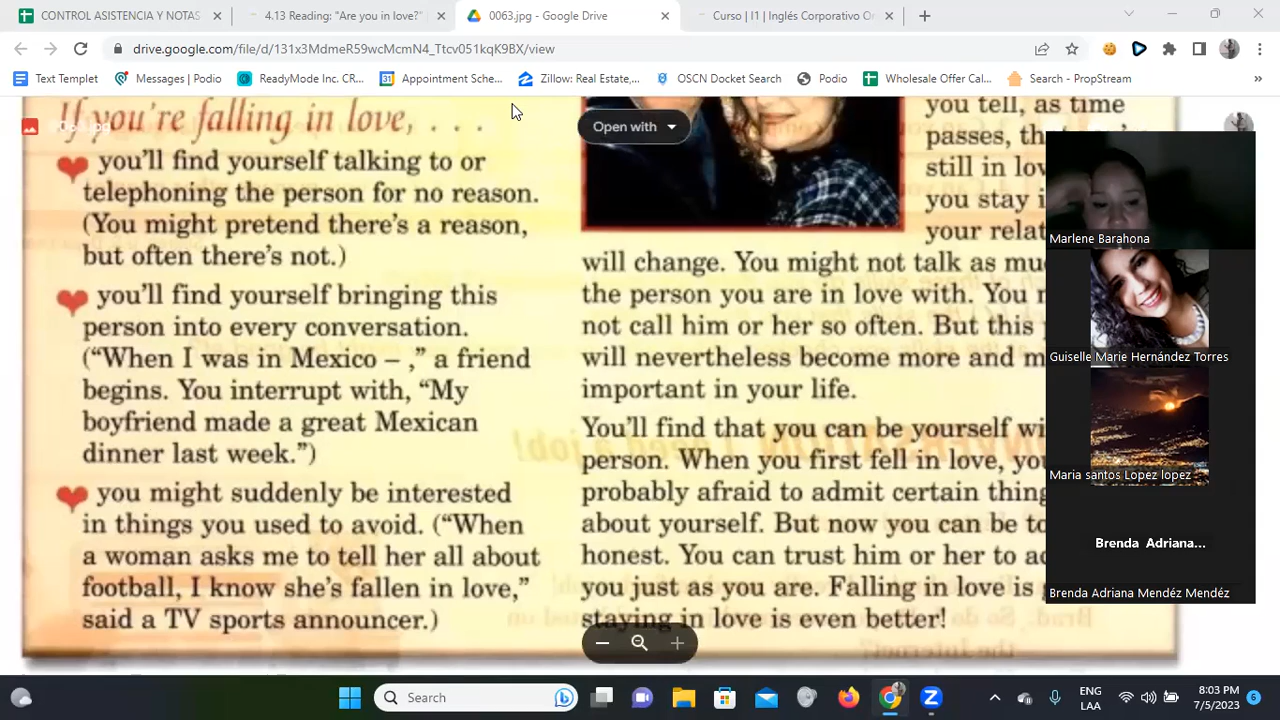 CONTROL ASISTENCIA Y NOTAS
4.13 Reading: "Are you in love?"
0063.jpg - Google Drive
Curso | I1 | Inglés Corporativo On
drive.google.com/file/d/131x3MdmeR59wcMcmN4_Ttcv051kqK9BX/view
Text Templet
Messages | Podio
ReadyMode Inc. CR...
Appointment Sche...
Zillow: Real Estate,...
OSCN Docket Search
Podio
Wholesale Offer Cal...
Search - PropStream
If you're falling in love, . . .
Open with
you'll find yourself talking to or
telephoning the person for no reason.
(You might pretend there's a reason,
but often there's not.)
you'll find yourself bringing this
person into every conversation.
("When I was in Mexico – ," a friend
begins. You interrupt with, "My
boyfriend made a great Mexican
dinner last week.")
you might suddenly be interested
in things you used to avoid. ("When
a woman asks me to tell her all about
football, I know she's fallen in love,"
said a TV sports announcer.)
you tell, as time
passes,
still in
you stay
your
will change. You might not talk as
the person you are in love with. You
not call him or her so often. But this
will nevertheless become more and
important in your life.
You'll find that you can be yourself
person. When you first fell in love,
probably afraid to admit certain
about yourself. But now you can be
honest. You can trust him or her to
you just as you are. Falling in love is
staying in love is even better!
Marlene Barahona
Guiselle Marie Hernández Torres
Maria santos Lopez lopez
Brenda Adriana...
Brenda Adriana Mendéz Mendéz
Search
ENG
LAA
8:03 PM
7/5/2023
6